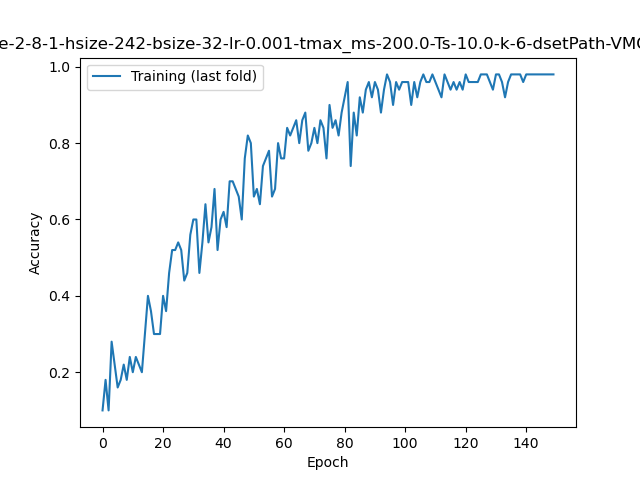 e-2-8-1-hsize-242-bsize-32-lr-0.001-tmax_ms-200.0-Ts-10.0-k-6-dsetPath-VMC
Training (last fold)
Accuracy
1.0
0.8
0.6
0.4
0.2
0 20 40 60 80 100 120 140
Epoch